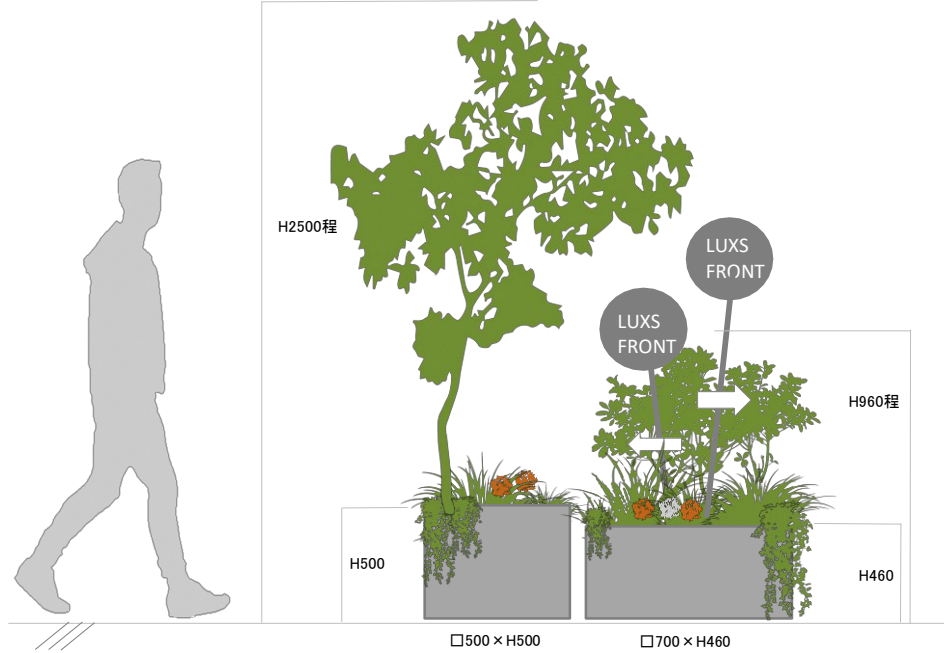 H2500程
LUXS
FRONT
LUXS
FRONT
H960程
H500
H460
□500×H500
□700×H460